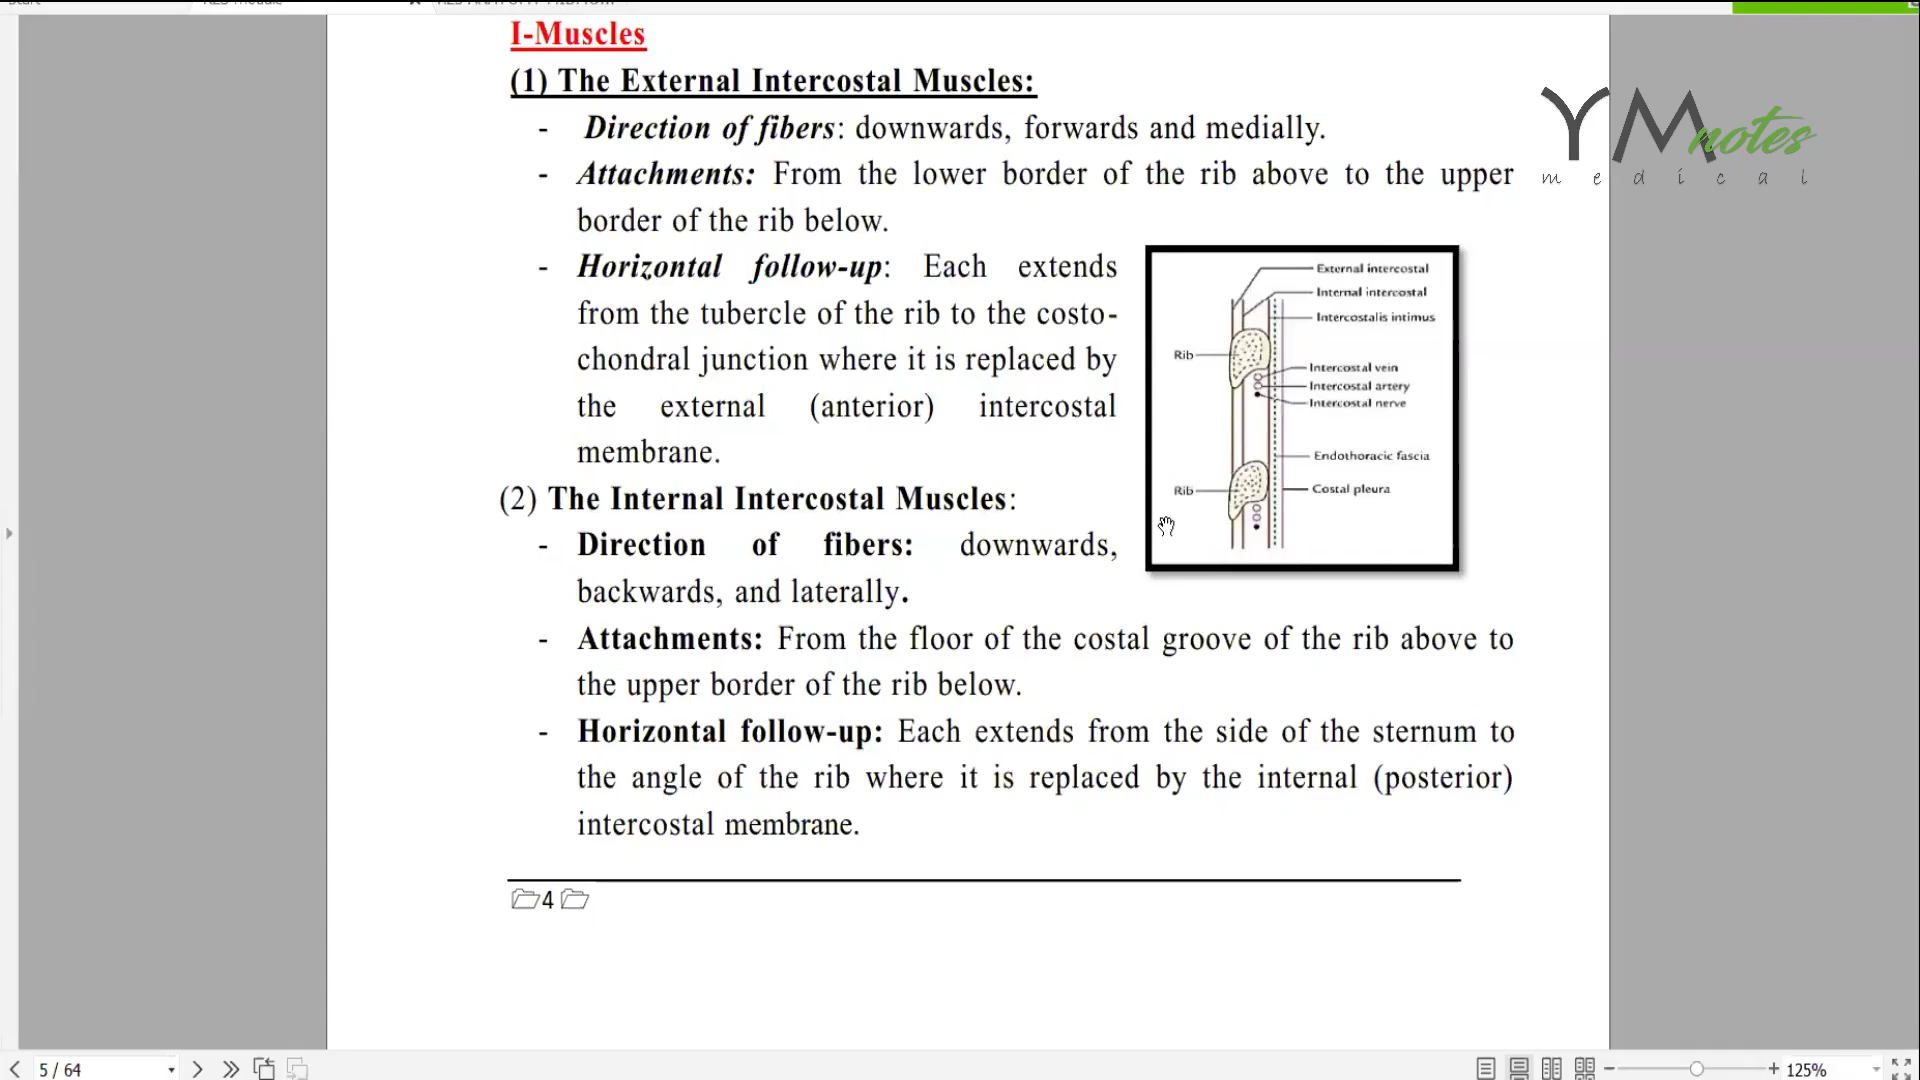 I-Muscles
(1) The External Intercostal Muscles:
- Direction of fibers: downwards, forwards and medially.
- Attachments: From the lower border of the rib above to the upper
border of the rib below.
- Horizontal follow-up: Each extends
from the tubercle of the rib to the costo-
chondral junction where it is replaced by
the external (anterior) intercostal
membrane.
(2) The Internal Intercostal Muscles:
- Direction of fibers: downwards,
backwards, and laterally.
- Attachments: From the floor of the costal groove of the rib above to
the upper border of the rib below.
- Horizontal follow-up: Each extends from the side of the sternum to
the angle of the rib where it is replaced by the internal (posterior)
intercostal membrane.
External intercostal
Internal intercostal
Intercostalis intimus
Rib
Intercostal vein
Intercostal artery
Intercostal nerve
Endothoracic fascia
Rib
Costal pleura
YM notes
medical
4
5 / 64
125%